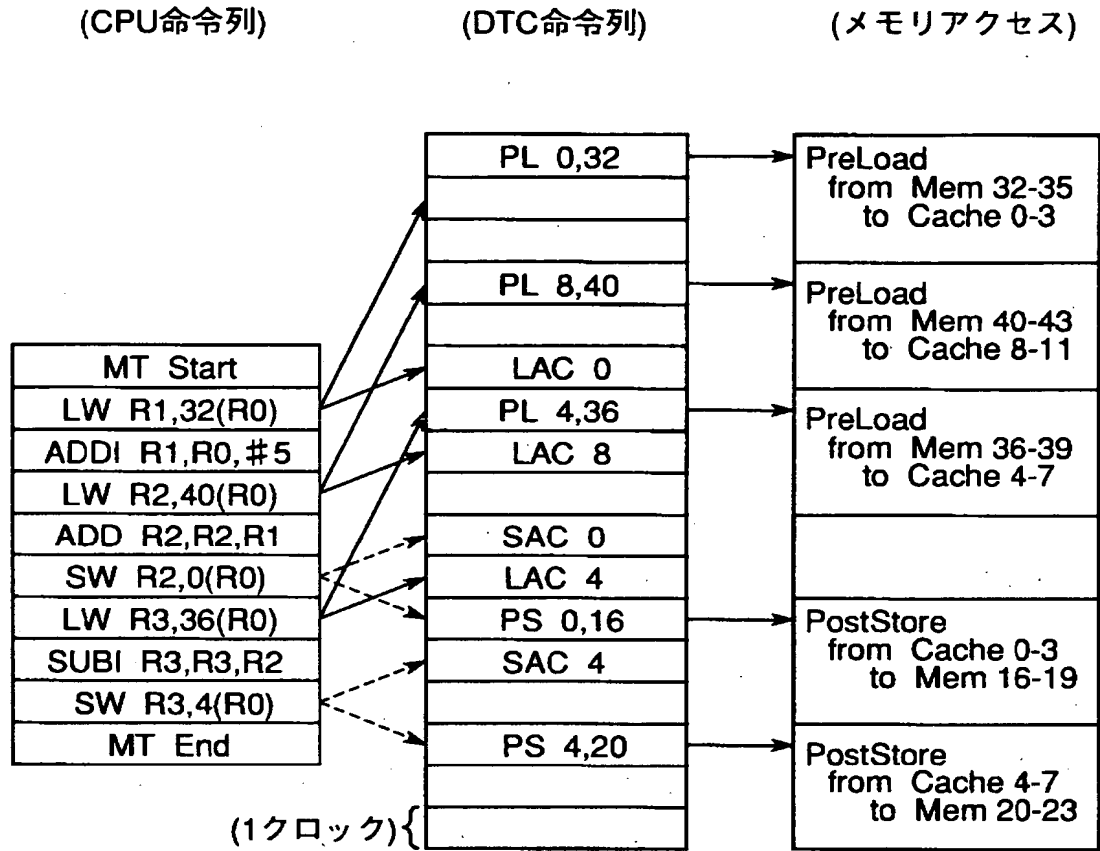 (CPU命令列)
(DTC命令列)
(メモリアクセス)
MT Start
LW R1,32(R0)
ADDI R1,R0,#5
LW R2,40(R0)
ADD R2,R2,R1
SW R2,0(R0)
LW R3,36(R0)
SUBI R3,R3,R2
SW R3,4(R0)
MT End
PL 0,32
PL 8,40
LAC 0
PL 4,36
LAC 8
SAC 0
LAC 4
PS 0,16
SAC 4
PS 4,20
(1クロック){
PreLoad
from Mem 32-35
to Cache 0-3
PreLoad
from Mem 40-43
to Cache 8-11
PreLoad
from Mem 36-39
to Cache 4-7
PostStore
from Cache 0-3
to Mem 16-19
PostStore
from Cache 4-7
to Mem 20-23